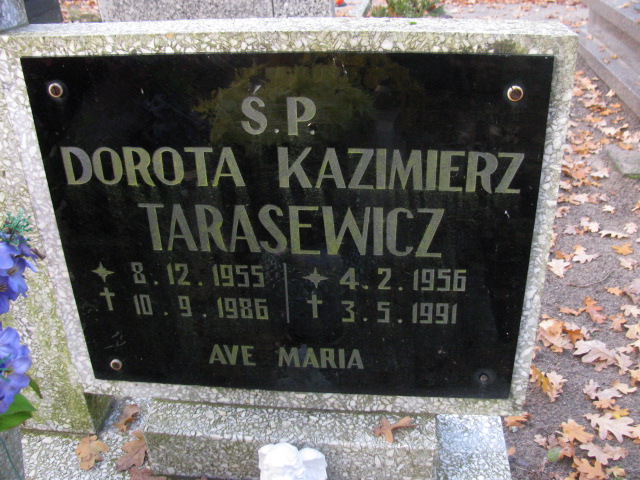 Ś.P.
DOROTA KAZIMIERZ
TARASEWICZ
8.12.1955 4.2.1956
10.9.1986 3.5.1991
AVE MARIA